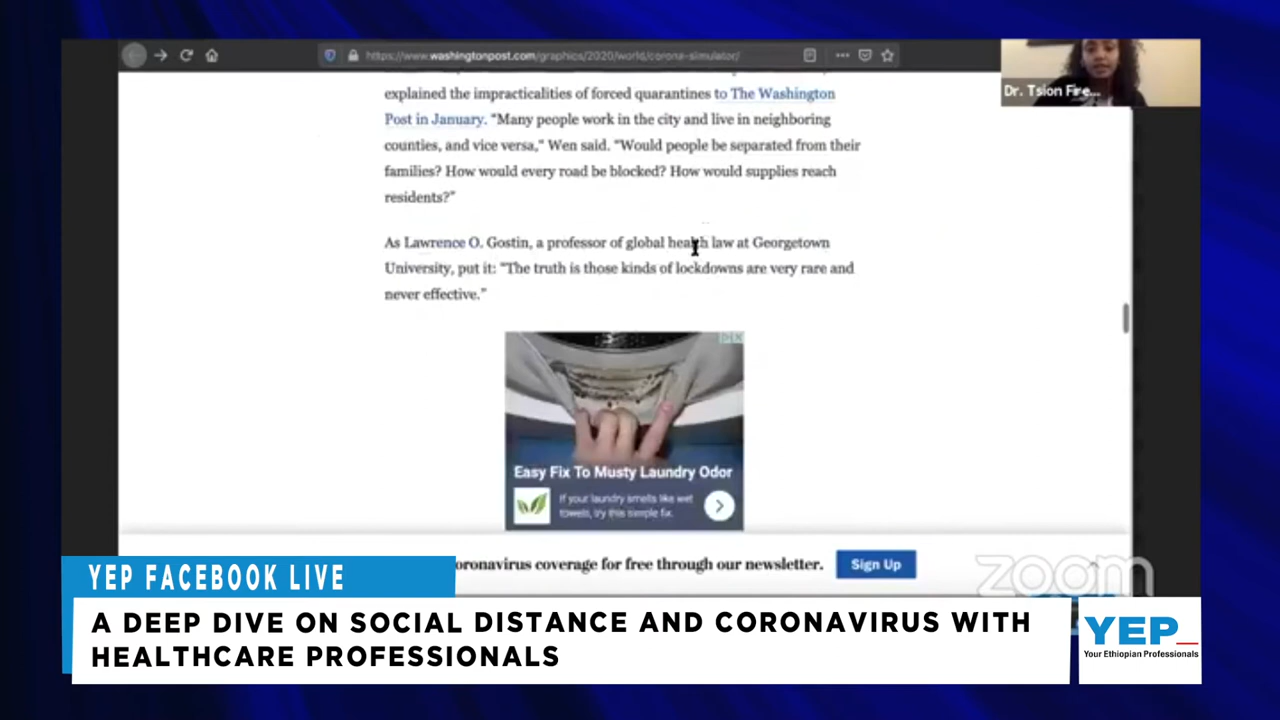 https://www.washingtonpost.com/graphics/2020/world/corona-simulator/
Dr. Tsion Fire...
explained the impracticalities of forced quarantines to The Washington
Post in January. “Many people work in the city and live in neighboring
counties, and vice versa,” Wen said. “Would people be separated from their
families? How would every road be blocked? How would supplies reach
residents?”
As Lawrence O. Gostin, a professor of global health law at Georgetown
University, put it: “The truth is those kinds of lockdowns are very rare and
never effective.”
Easy Fix To Musty Laundry Odor
If your laundry smells like wet
towels, try this simple fix.
oronavirus coverage for free through our newsletter.
Sign Up
zoom
YEP FACEBOOK LIVE
A DEEP DIVE ON SOCIAL DISTANCE AND CORONAVIRUS WITH
HEALTHCARE PROFESSIONALS
YEP_
Your Ethiopian Professionals